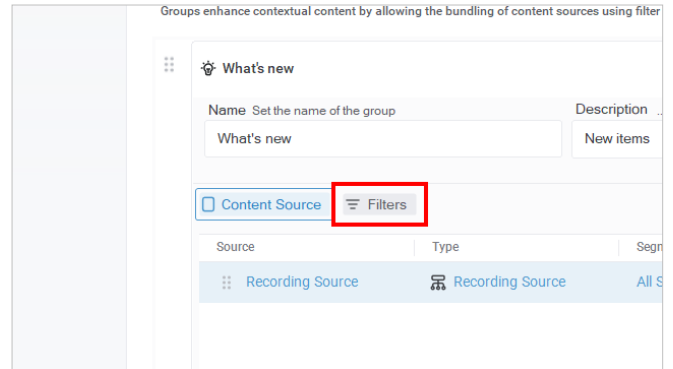 Groups enhance contextual content by allowing the bundling of content sources using filter
What's new
Name Set the name of the group
Description
What's new
New items
Content Source
Filters
Source
Type
Recording Source
Recording Source
All